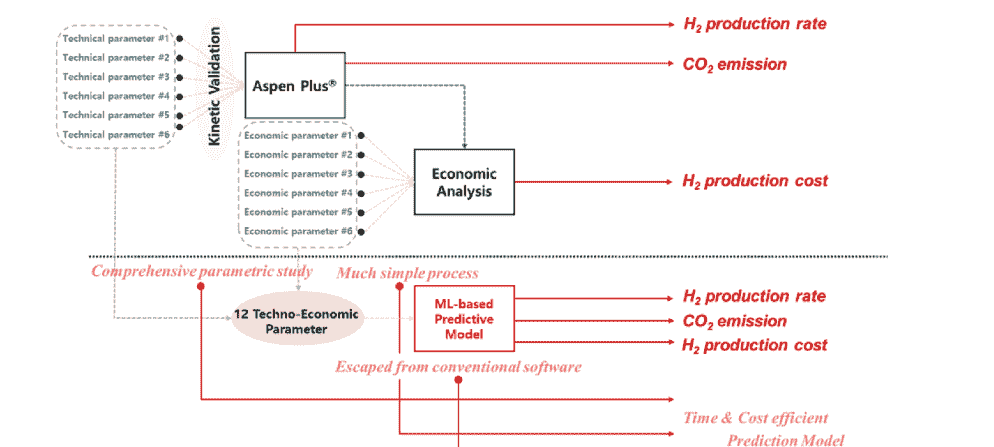 Technical parameter #1
Technical parameter #2
Technical parameter #3
Technical parameter #4
Technical parameter #5
Technical parameter #6
Kinetic Validation
Aspen Plus®
H2 production rate
CO2 emission
Economic parameter #1
Economic parameter #2
Economic parameter #3
Economic parameter #4
Economic parameter #5
Economic parameter #6
Economic
Analysis
H2 production cost
Comprehensive parametric study
Much simple process
12 Techno-Economic
Parameter
ML-based
Predictive
Model
H2 production rate
CO2 emission
H2 production cost
Escaped from conventional software
Time & Cost efficient
Prediction Model